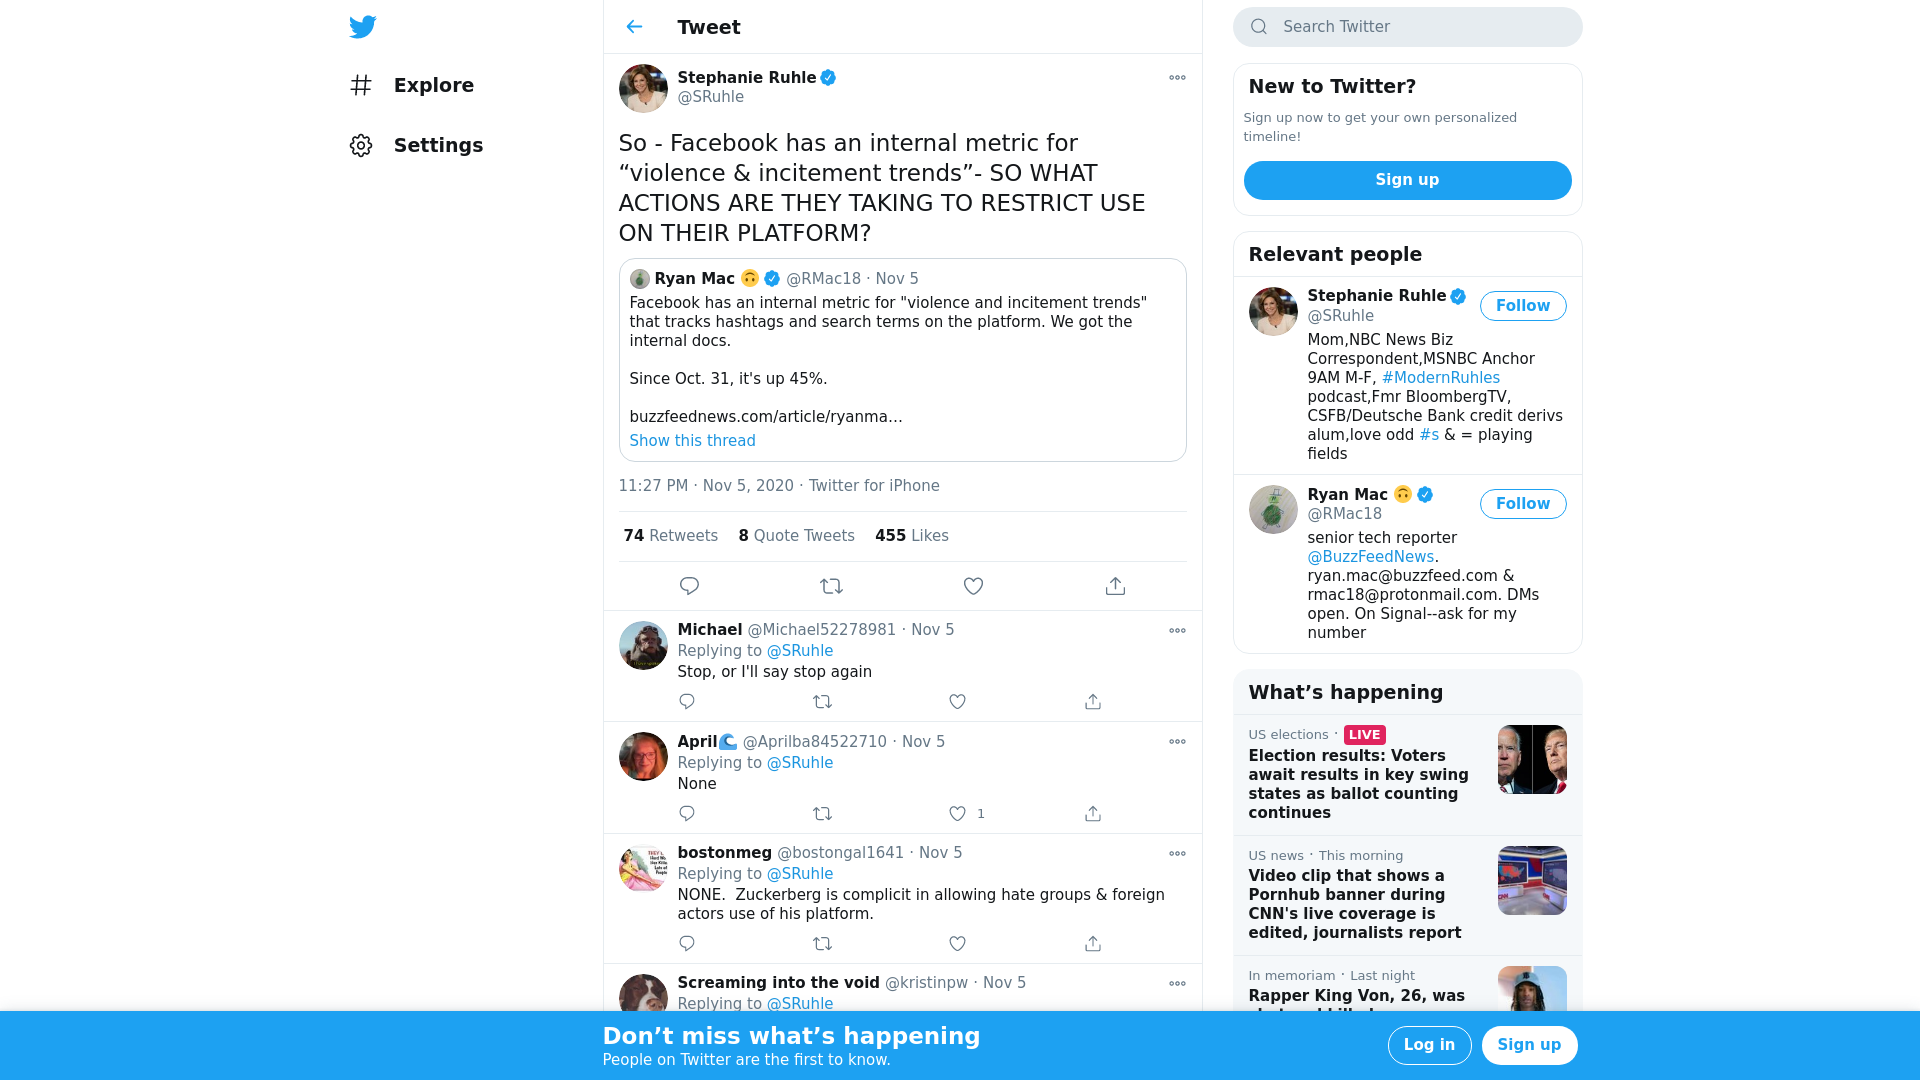 Explore
Settings
Tweet
Stephanie Ruhle
@SRuhle
So - Facebook has an internal metric for
“violence & incitement trends”- SO WHAT
ACTIONS ARE THEY TAKING TO RESTRICT USE
ON THEIR PLATFORM?
Ryan Mac 🙃 @RMac18 · Nov 5
Facebook has an internal metric for "violence and incitement trends"
that tracks hashtags and search terms on the platform. We got the
internal docs.
Since Oct. 31, it's up 45%.
buzzfeednews.com/article/ryanma…
Show this thread
11:27 PM · Nov 5, 2020 · Twitter for iPhone
74 Retweets 8 Quote Tweets 455 Likes
Michael @Michael52278981 · Nov 5
Replying to @SRuhle
Stop, or I'll say stop again
April🌊 @Aprilba84522710 · Nov 5
Replying to @SRuhle
None
1
bostonmeg @bostongal1641 · Nov 5
Replying to @SRuhle
NONE.  Zuckerberg is complicit in allowing hate groups & foreign
actors use of his platform.
Screaming into the void @kristinpw · Nov 5
Replying to @SRuhle
Search Twitter
New to Twitter?
Sign up now to get your own personalized
timeline!
Sign up
Relevant people
Stephanie Ruhle
@SRuhle
Follow
Mom,NBC News Biz
Correspondent,MSNBC Anchor
9AM M-F, #ModernRuhles
podcast,Fmr BloombergTV,
CSFB/Deutsche Bank credit derivs
alum,love odd #s & = playing
fields
Ryan Mac 🙃
@RMac18
Follow
senior tech reporter
@BuzzFeedNews.
ryan.mac@buzzfeed.com &
rmac18@protonmail.com. DMs
open. On Signal--ask for my
number
What’s happening
US elections · LIVE
Election results: Voters
await results in key swing
states as ballot counting
continues
US news · This morning
Video clip that shows a
Pornhub banner during
CNN's live coverage is
edited, journalists report
In memoriam · Last night
Rapper King Von, 26, was
Don’t miss what’s happening
People on Twitter are the first to know.
Log in
Sign up